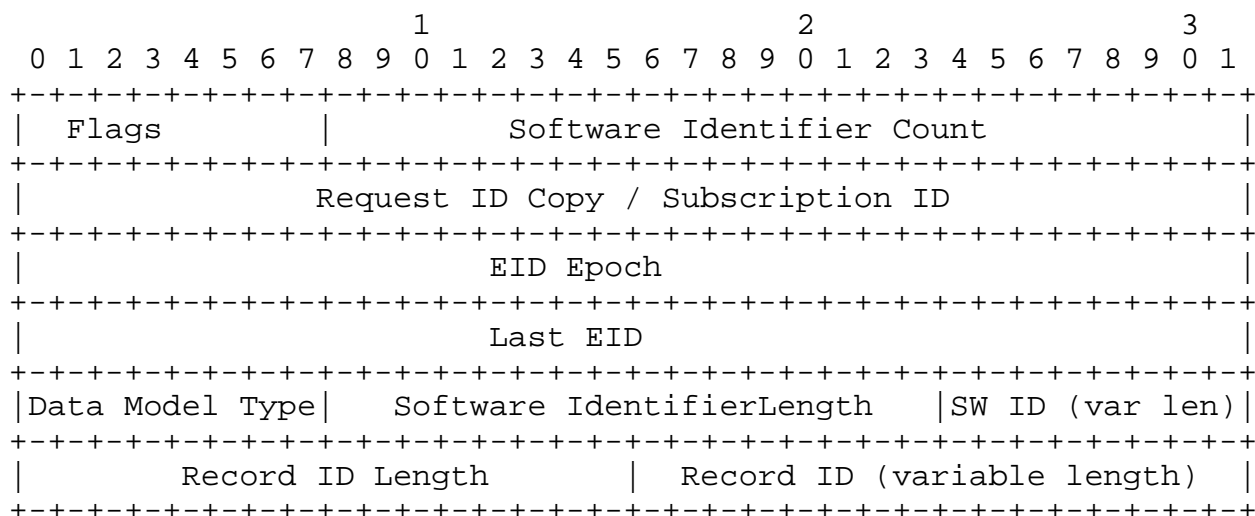 1                   2                   3
 0 1 2 3 4 5 6 7 8 9 0 1 2 3 4 5 6 7 8 9 0 1 2 3 4 5 6 7 8 9 0 1
+-+-+-+-+-+-+-+-+-+-+-+-+-+-+-+-+-+-+-+-+-+-+-+-+-+-+-+-+-+-+-+-+
|  Flags        |         Software Identifier Count             |
+-+-+-+-+-+-+-+-+-+-+-+-+-+-+-+-+-+-+-+-+-+-+-+-+-+-+-+-+-+-+-+-+
|               Request ID Copy / Subscription ID               |
+-+-+-+-+-+-+-+-+-+-+-+-+-+-+-+-+-+-+-+-+-+-+-+-+-+-+-+-+-+-+-+-+
|                        EID Epoch                              |
+-+-+-+-+-+-+-+-+-+-+-+-+-+-+-+-+-+-+-+-+-+-+-+-+-+-+-+-+-+-+-+-+
|                        Last EID                               |
+-+-+-+-+-+-+-+-+-+-+-+-+-+-+-+-+-+-+-+-+-+-+-+-+-+-+-+-+-+-+-+-+
|Data Model Type|   Software IdentifierLength   |SW ID (var len)|
+-+-+-+-+-+-+-+-+-+-+-+-+-+-+-+-+-+-+-+-+-+-+-+-+-+-+-+-+-+-+-+-+
|        Record ID Length       |  Record ID (variable length)  |
+-+-+-+-+-+-+-+-+-+-+-+-+-+-+-+-+-+-+-+-+-+-+-+-+-+-+-+-+-+-+-+-+